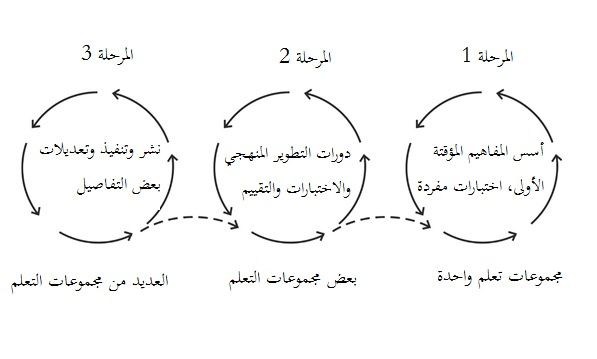 المرحلة 1
أسس المفاهيم المؤقتة
الأولى، اختبارات مفردة
مجموعات تعلم واحدة
المرحلة 2
دورات التطوير المنهجي
والاختبارات والتقييم
بعض مجموعات التعلم
المرحلة 3
نشر وتنفيذ وتعديلات
بعض التفاصيل
العديد من مجموعات التعلم